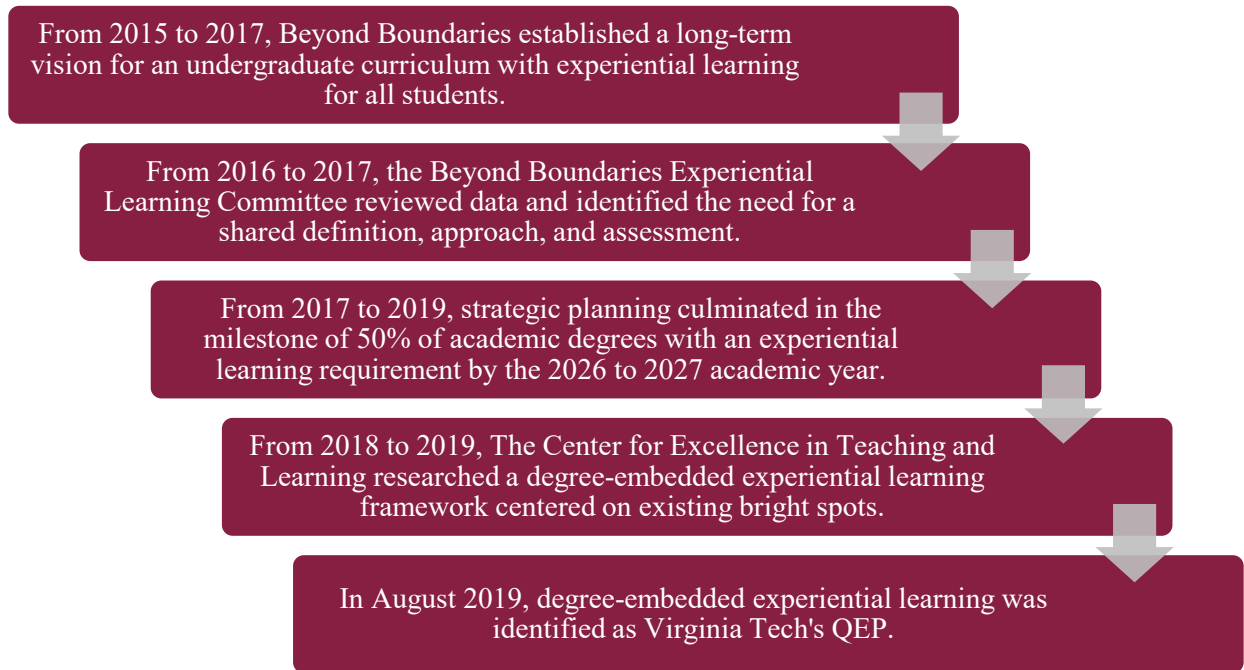 From 2015 to 2017, Beyond Boundaries established a long-term
vision for an undergraduate curriculum with experiential learning
for all students.
From 2016 to 2017, the Beyond Boundaries Experiential
Learning Committee reviewed data and identified the need for a
shared definition, approach, and assessment.
From 2017 to 2019, strategic planning culminated in the
milestone of 50% of academic degrees with an experiential
learning requirement by the 2026 to 2027 academic year.
From 2018 to 2019, The Center for Excellence in Teaching and
Learning researched a degree-embedded experiential learning
framework centered on existing bright spots.
In August 2019, degree-embedded experiential learning was
identified as Virginia Tech's QEP.